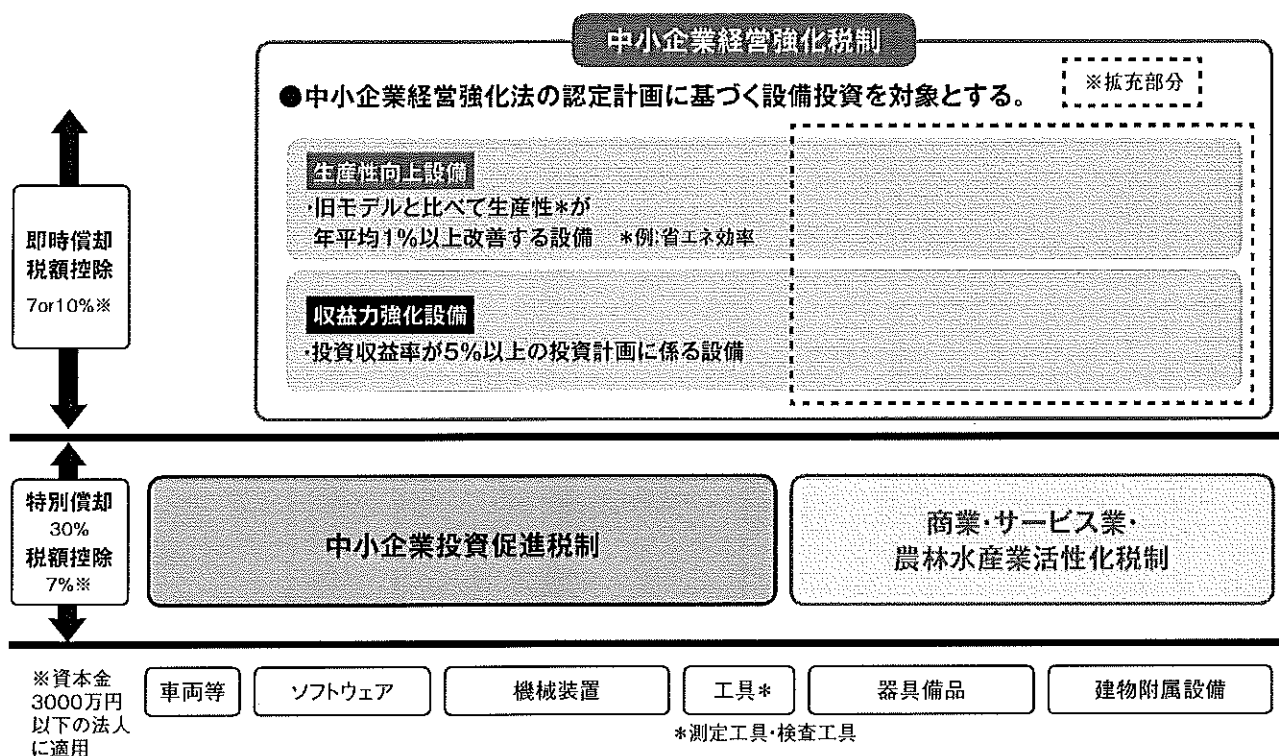 中小企業経営強化税制
●中小企業経営強化法の認定計画に基づく設備投資を対象とする。
※拡充部分
生産性向上設備
・旧モデルと比べて生産性*が
年平均1%以上改善する設備 *例:省エネ効率
収益力強化設備
・投資収益率が5%以上の投資計画に係る設備
即時償却
税額控除
7or10%※
特別償却
30%
税額控除
7%※
中小企業投資促進税制
商業・サービス業・
農林水産業活性化税制
※資本金
3000万円
以下の法人
に適用
車両等
ソフトウェア
機械装置
工具*
器具備品
建物附属設備
*測定工具・検査工具